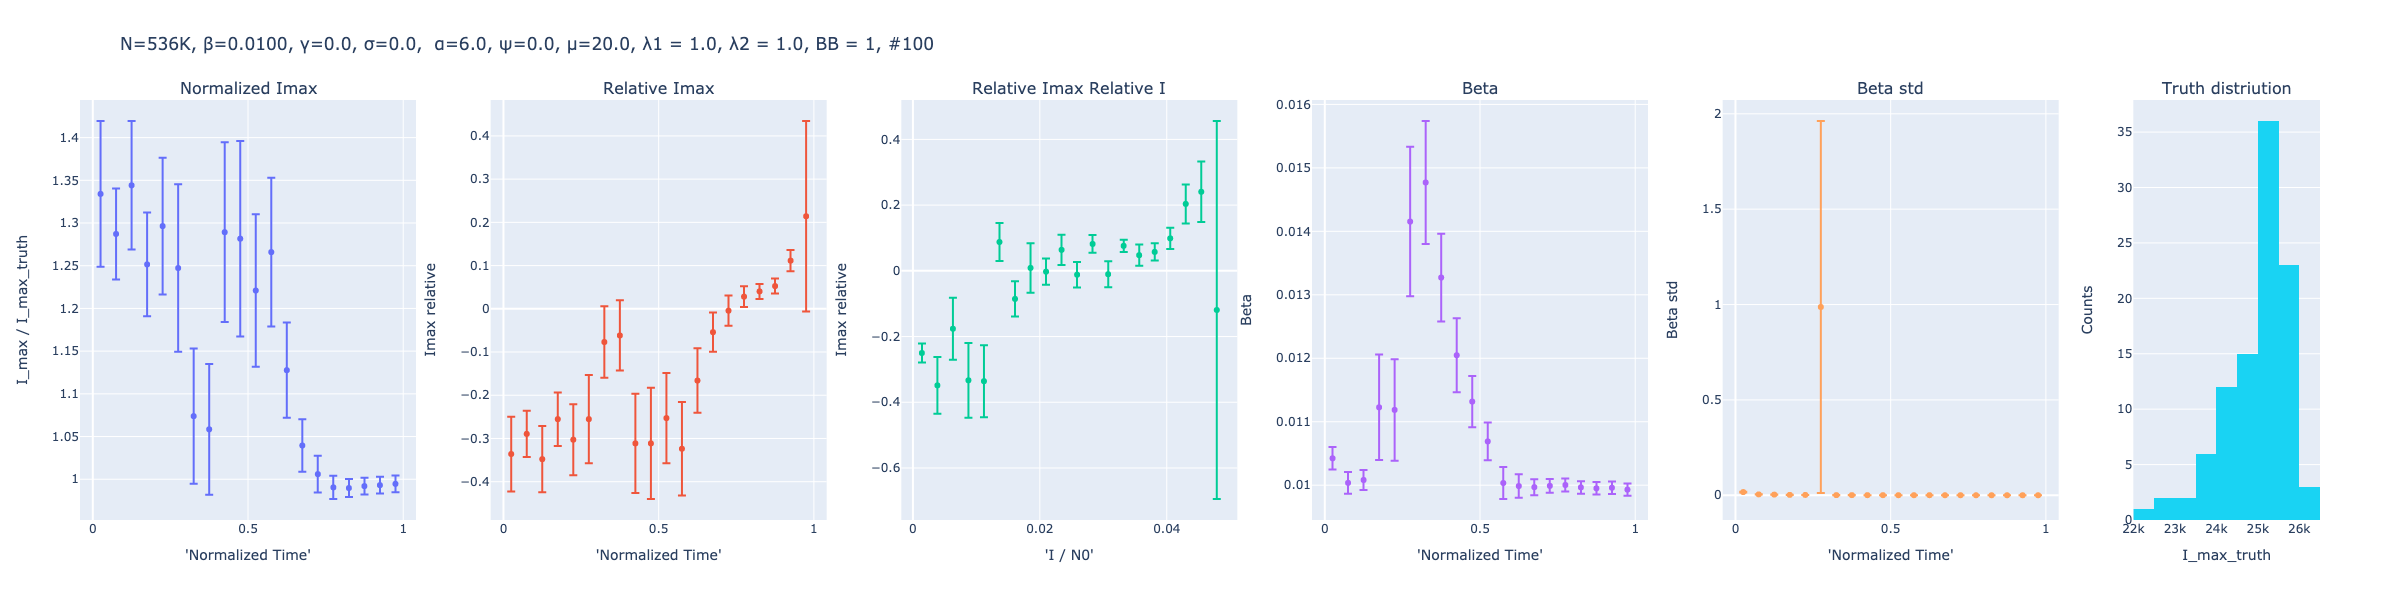 N=536K, β=0.0100, γ=0.0, σ=0.0, α=6.0, ψ=0.0, μ=20.0, λ1 = 1.0, λ2 = 1.0, BB = 1, #100
Normalized Imax
I_max / I_max_truth
1.4
1.35
1.3
1.25
1.2
1.15
1.1
1.05
1
0
0.5
1
'Normalized Time'
Relative Imax
Imax relative
0.4
0.3
0.2
0.1
0
−0.1
−0.2
−0.3
−0.4
0
0.5
1
'Normalized Time'
Relative Imax Relative I
Imax relative
0.4
0.2
0
−0.2
−0.4
−0.6
0
0.02
0.04
'I / N0'
Beta
Beta
0.016
0.015
0.014
0.013
0.012
0.011
0.01
0
0.5
1
'Normalized Time'
Beta std
Beta std
2
1.5
1
0.5
0
0
0.5
1
'Normalized Time'
Truth distriution
Counts
35
30
25
20
15
10
5
0
22k
23k
24k
25k
26k
I_max_truth